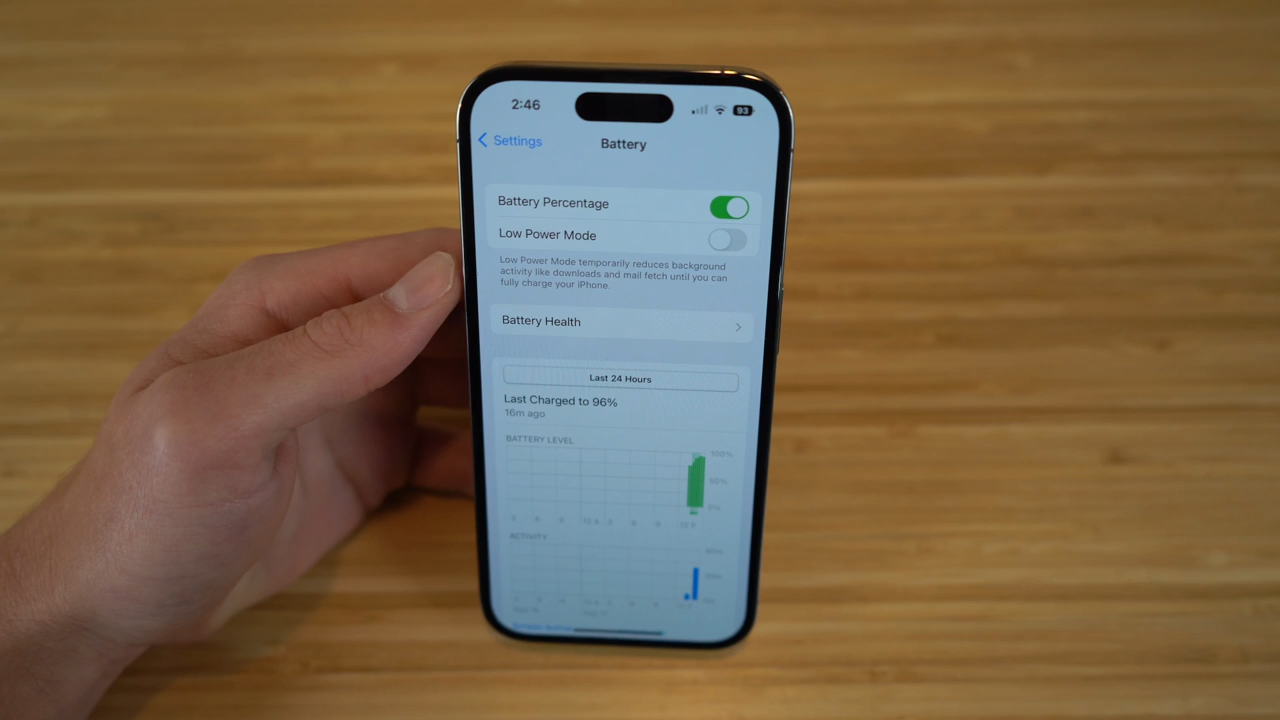 2:46
93
Settings
Battery
Battery Percentage
Low Power Mode
Low Power Mode temporarily reduces background
activity like downloads and mail fetch until you can
fully charge your iPhone.
Battery Health
Last 24 Hours
Last Charged to 96%
16m ago
BATTERY LEVEL
100%
50%
0%
ACTIVITY